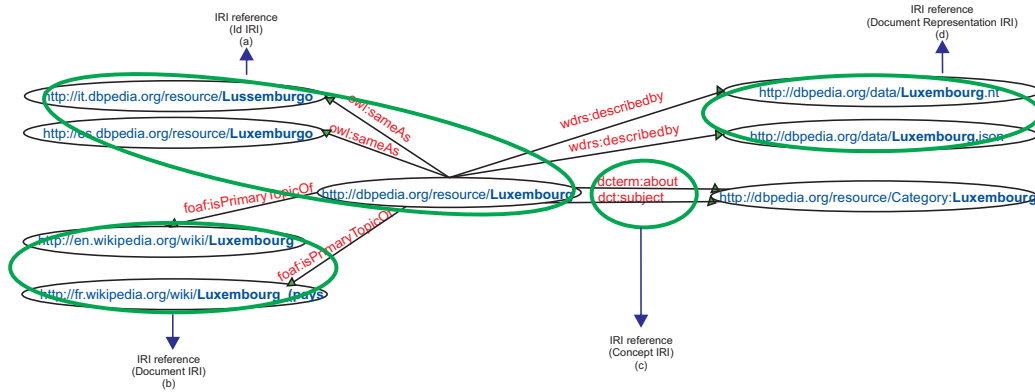 IRI reference
(Id IRI)
(a)
IRI reference
(Document Representation IRI)
(d)
http://it.dbpedia.org/resource/Lussemburgo
owl:sameAs
http://es.dbpedia.org/resource/Luxemburgo
owl:sameAs
wdrs:describedby
http://dbpedia.org/data/Luxembourg.nt
wdrs:describedby
http://dbpedia.org/data/Luxembourg.json
http://dbpedia.org/resource/Luxembourg
dcterm:about
dct:subject
http://dbpedia.org/resource/Category:Luxembourg
foaf:isPrimaryTopicOf
http://en.wikipedia.org/wiki/Luxembourg
foaf:isPrimaryTopicOf
http://fr.wikipedia.org/wiki/Luxembourg_(pays
IRI reference
(Document IRI)
(b)
IRI reference
(Concept IRI)
(c)